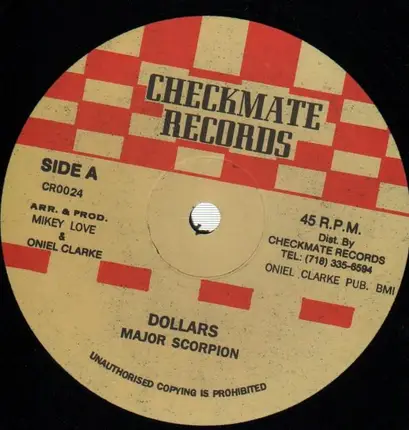 CHECKMATE
RECORDS
SIDE A
CR0024
ARR. & PROD.
MIKEY LOVE
&
ONIEL CLARKE
45 R.P.M.
Dist. By
CHECKMATE RECORDS
TEL: (718) 335-6594
ONIEL CLARKE PUB. BMI
DOLLARS
MAJOR SCORPION
UNAUTHORISED COPYING IS PROHIBITED